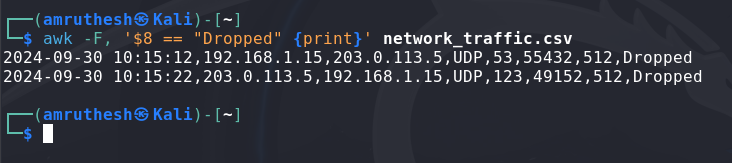 ┌──(amruthesh㉿Kali)-[~]
└─$ awk -F, '$8 == "Dropped" {print}' network_traffic.csv
2024-09-30 10:15:12,192.168.1.15,203.0.113.5,UDP,53,55432,512,Dropped
2024-09-30 10:15:22,203.0.113.5,192.168.1.15,UDP,123,49152,512,Dropped
┌──(amruthesh㉿Kali)-[~]
└─$